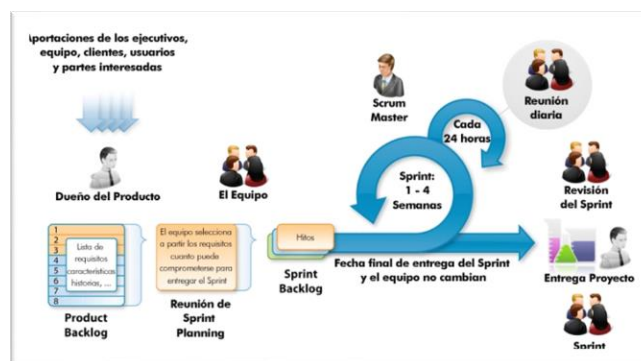 \portaciones de los ejecutivos,
equipo, clientes, usuarios
y partes interesadas
Dueño del Producto
El Equipo
Scrum
Master
Cada
24 horas
Reunión
diaria
Sprint:
1 - 4
Semanas
Revisión
del Sprint
1
2
3
4
5
6
7
8
Lista de
requisitos
características
historias, ...
Product
Backlog
El equipo selecciona
a partir los requisitos
cuanto puede
comprometerse para
entregar el Sprint
Reunión de
Sprint
Planning
Hitos
Sprint
Backlog
Fecha final de entrega del Sprint
y el equipo no cambian
Entrega Proyecto
Sprint